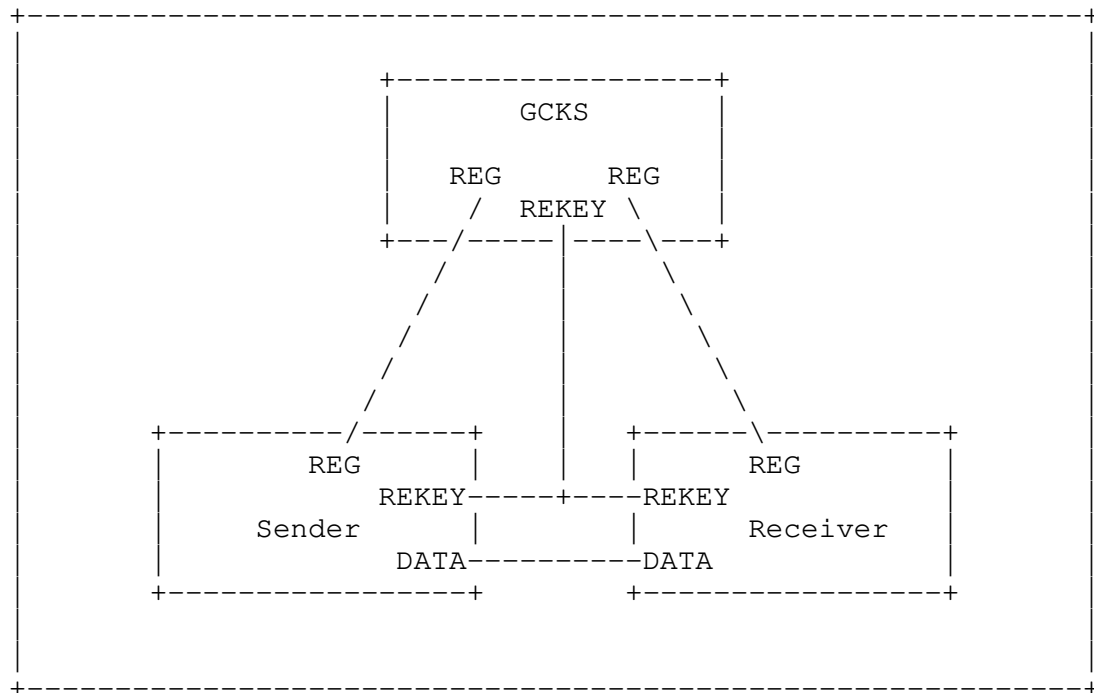 GCKS
REG REG
REKEY
REG REG
REKEY REKEY
Sender Receiver
DATA DATA